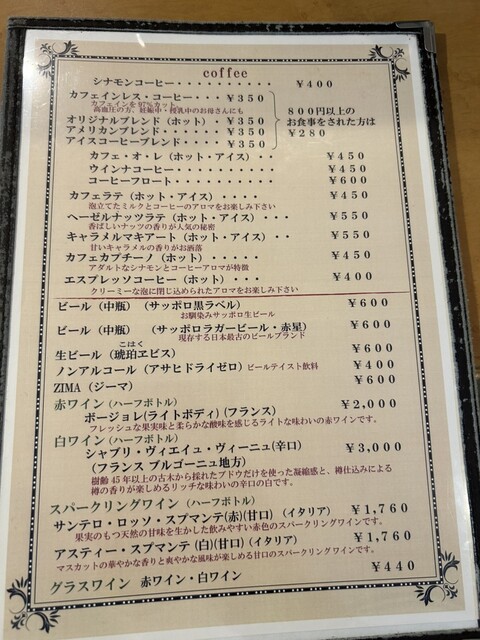 coffee
シナモンコーヒー・・・・・・・・・・ ￥４００
カフェインレス・コーヒー・・・￥３５０
カフェインを97%カット。
高血圧の方、妊娠中・授乳中のお母さんにも
オリジナルブレンド（ホット）・￥３５０
アメリカンブレンド・・・・・￥３５０
アイスコーヒーブレンド・・・・￥３５０
８００円以上の
お食事をされた方は
￥２８０
カフェ・オ・レ（ホット・アイス）・・ ￥４５０
ウインナコーヒー・・・・・・・・・・ ￥４５０
コーヒーフロート・・・・・・・・・・ ￥６００
カフェラテ（ホット・アイス）・・・・・ ￥４５０
泡立てたミルクとコーヒーのアロマをお楽しみ下さい
ヘーゼルナッツラテ（ホット・アイス）・・・ ￥５５０
香ばしいナッツの香りが人気の秘密
キャラメルマキアート（ホット・アイス）・・ ￥５５０
甘いキャラメルの香りがお洒落
カフェカプチーノ（ホット）・・・・・ ￥４５０
アダルトなシナモンとコーヒーアロマが特徴
エスプレッソコーヒー（ホット）・・・ ￥４００
クリーミーな泡に閉じ込められたアロマをお楽しみ下さい
ビール（中瓶）（サッポロ黒ラベル） ￥６００
お馴染みサッポロ生ビール
ビール（中瓶）（サッポロラガービール・赤星） ￥６００
現存する日本最古のビールブランド
こはく
生ビール（琥珀ヱビス） ￥６００
ノンアルコール（アサヒドライゼロ）ビールテイスト飲料 ￥４００
ZIMA（ジーマ） ￥６００
赤ワイン（ハーフボトル） ￥２,０００
ボージョレ(ライトボディ)(フランス)
フレッシュな果実味と柔らかな酸味を感じるライトな味わいの赤ワインです。
白ワイン（ハーフボトル）
シャブリ・ヴィエイユ・ヴィーニュ(辛口) ￥３,０００
(フランス ブルゴーニュ地方)
樹齢45年以上の古木から採れたブドウだけを使った凝縮感と、樽仕込みによる
樽の香りが楽しめるリッチな味わいの辛口の白です。
スパークリングワイン（ハーフボトル）
サンテロ・ロッソ・スプマンテ(赤)(甘口)（イタリア） ￥１,７６０
果実のもつ天然の甘味を生かした飲みやすい赤色のスパークリングワインです。
アスティー・スプマンテ(白)(甘口)(イタリア) ￥１,７６０
マスカットの華やかな香りと爽やかな風味が楽しめる甘口のスパークリングワインです。
グラスワイン 赤ワイン・白ワイン ￥４４０